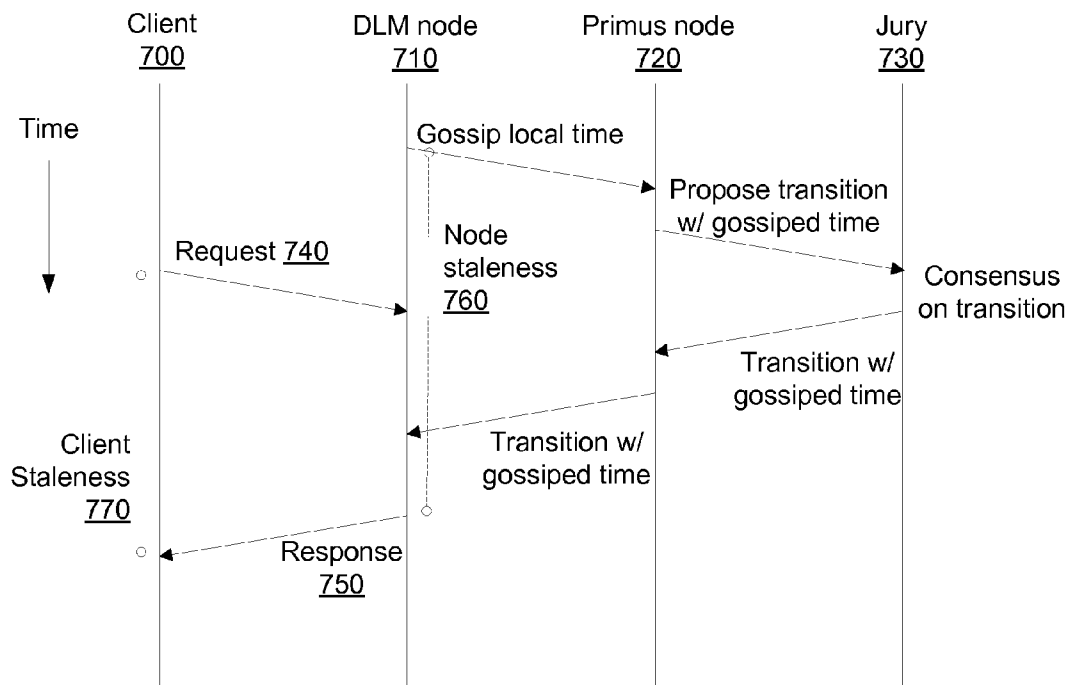 Client
700
DLM node
710
Primus node
720
Jury
730
Time
Gossip local time
Propose transition
w/ gossiped time
Request 740
Node
staleness
760
Consensus
on transition
Transition w/
gossiped time
Transition w/
gossiped time
Client
Staleness
770
Response
750